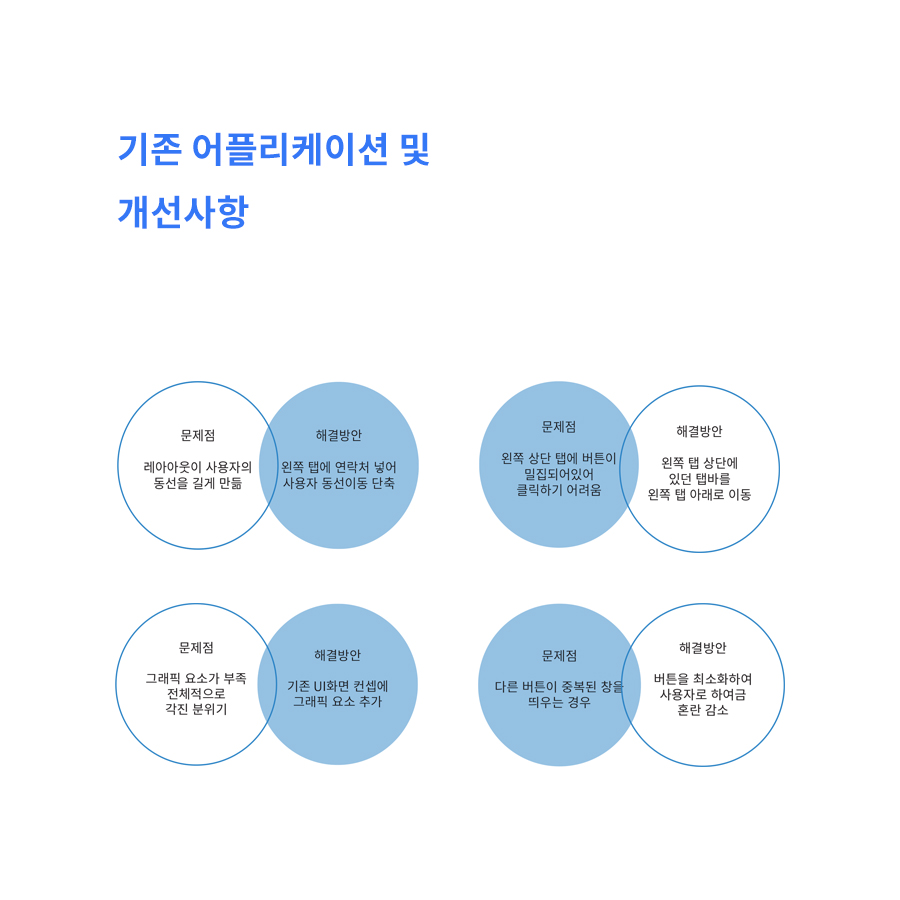 기존 어플리케이션 및
개선사항
문제점
레아아웃이 사용자의
동선을 길게 만듦
해결방안
왼쪽 탭에 연락처 넣어
사용자 동선이동 단축
문제점
왼쪽 상단 탭에 버튼이
밀집되어있어
클릭하기 어려움
해결방안
왼쪽 탭 상단에
있던 탭바를
왼쪽 탭 아래로 이동
문제점
그래픽 요소가 부족
전체적으로
각진 분위기
해결방안
기존 UI화면 컨셉에
그래픽 요소 추가
문제점
다른 버튼이 중복된 창을
띄우는 경우
해결방안
버튼을 최소화하여
사용자로 하여금
혼란 감소